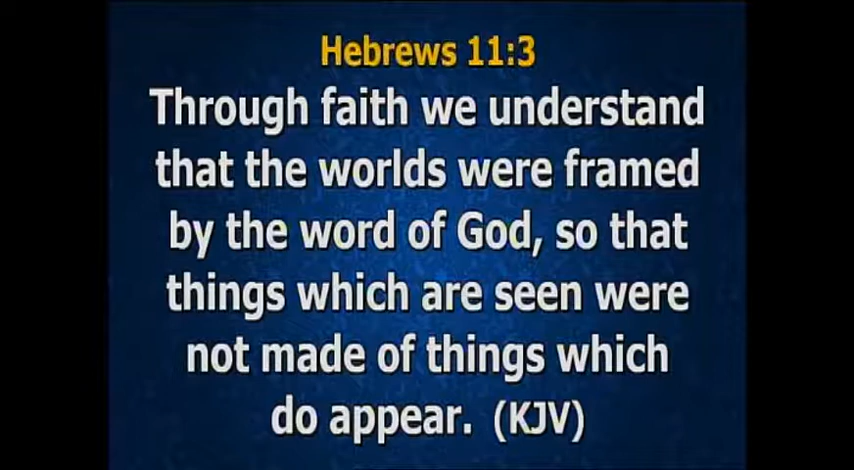 Hebrews 11:3
Through faith we understand
that the worlds were framed
by the word of God, so that
things which are seen were
not made of things which
do appear. (KJV)